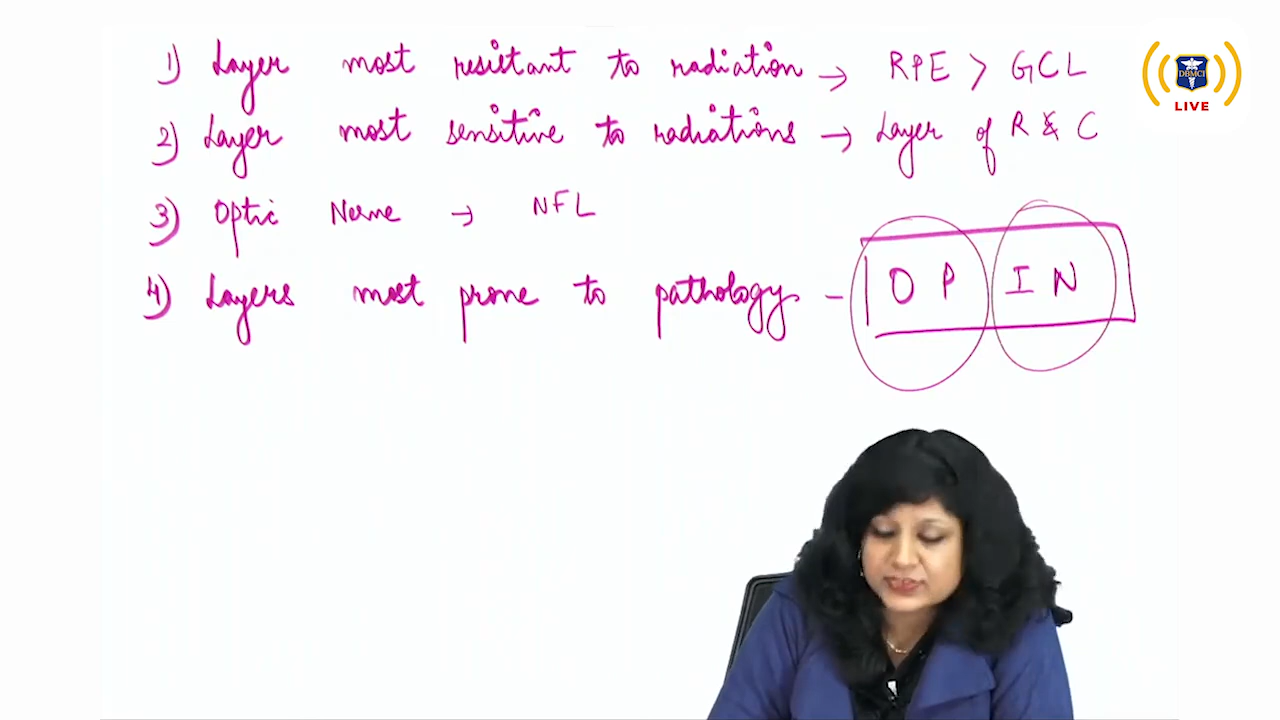 1) Layer most resistant to radiation → RPE > GCL
2) Layer most sensitive to radiations → Layer of R & C
3) Optic Nerve → NFL
4) Layers most prone to pathology - OP IN
DBMCI
LIVE